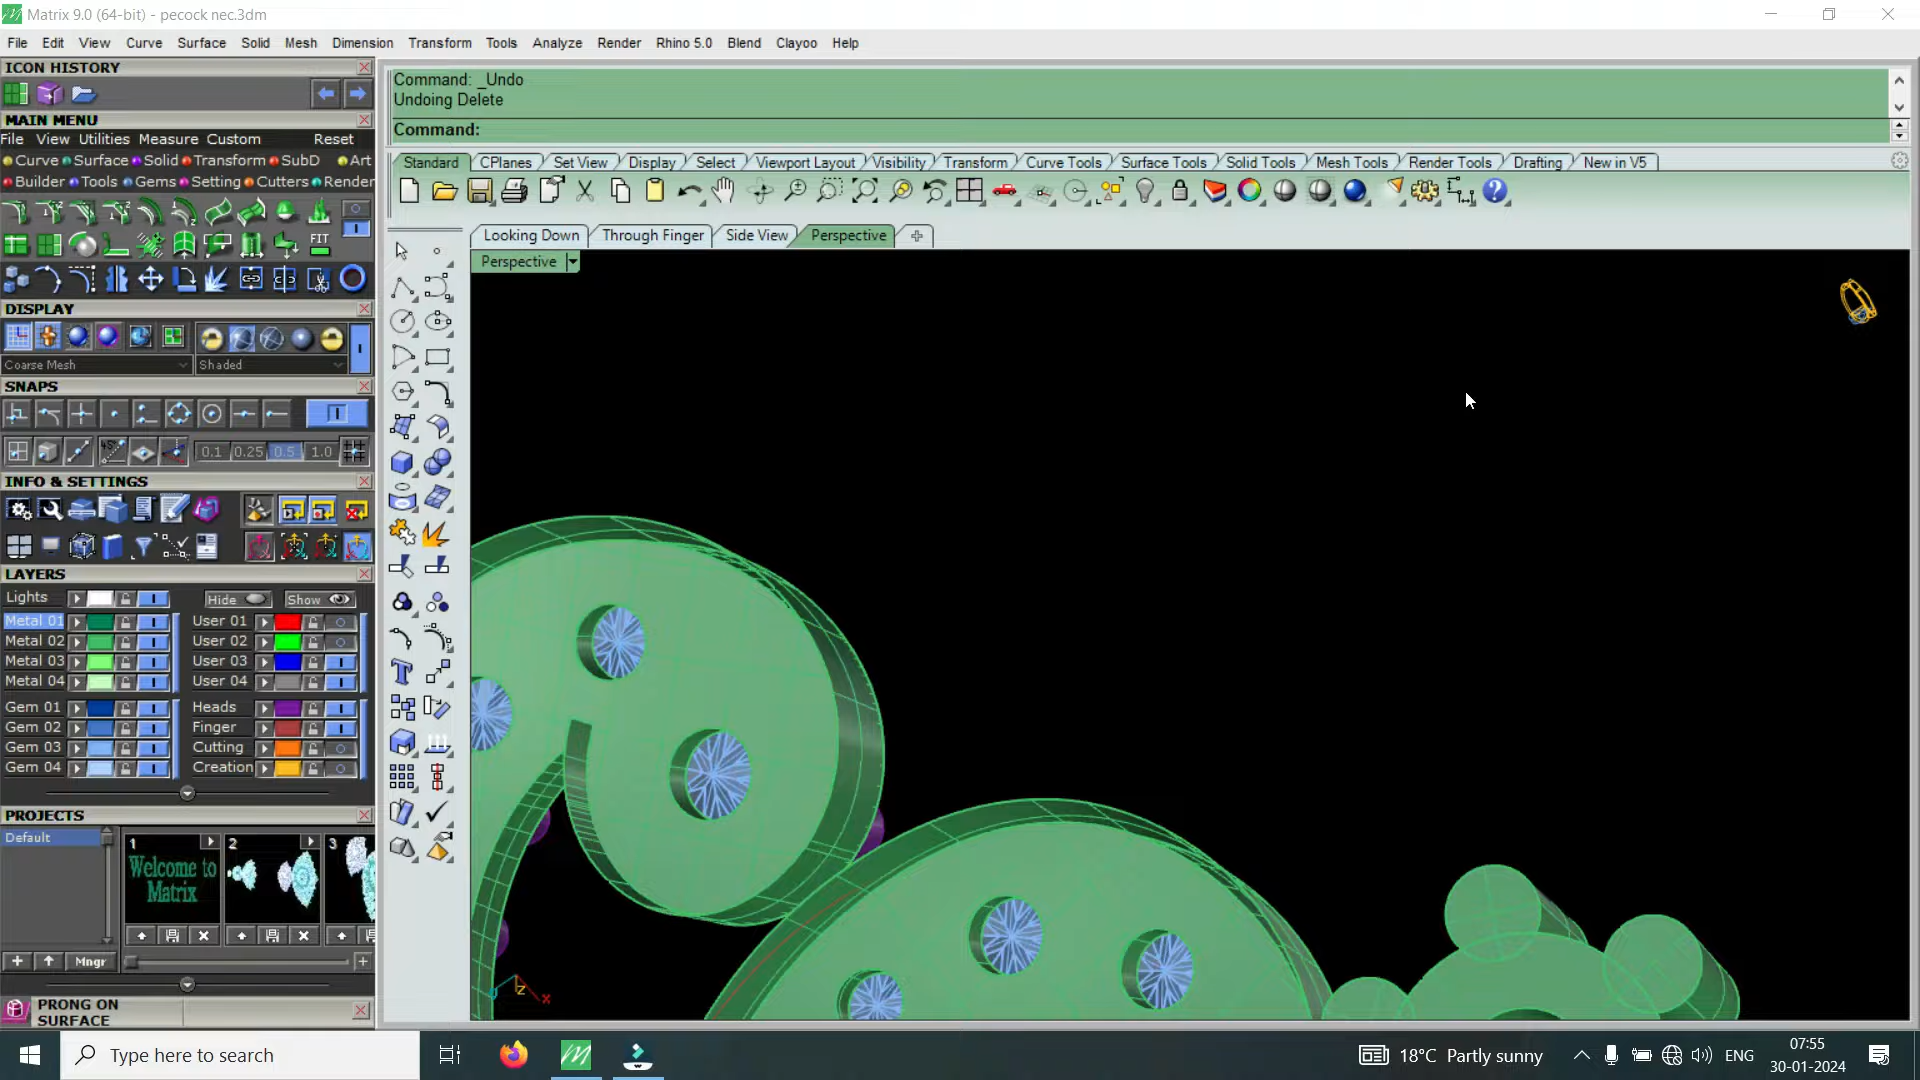 Matrix 9.0 (64-bit) - pecock nec.3dm
File Edit View Curve Surface Solid Mesh Dimension Transform Tools Analyze Render Rhino 5.0 Blend Clayoo Help
ICON HISTORY
MAIN MENU
File View Utilities Measure Custom Reset
Curve Surface Solid Transform SubD Art
Builder Tools Gems Setting Cutters Render
FIT
DISPLAY
Coarse Mesh Shaded
SNAPS
0.1 0.25 0.5 1.0
INFO & SETTINGS
LAYERS
Lights Hide Show
Metal 01 User 01
Metal 02 User 02
Metal 03 User 03
Metal 04 User 04
Gem 01 Heads
Gem 02 Finger
Gem 03 Cutting
Gem 04 Creation
PROJECTS
Default
1 2 3
Welcome to
Matrix
Mngr
PRONG ON
SURFACE
Command: _Undo
Undoing Delete
Command:
Standard CPlanes Set View Display Select Viewport Layout Visibility Transform Curve Tools Surface Tools Solid Tools Mesh Tools Render Tools Drafting New in V5
Looking Down Through Finger Side View Perspective
Perspective
z x
Type here to search
18°C Partly sunny
ENG
07:55
30-01-2024